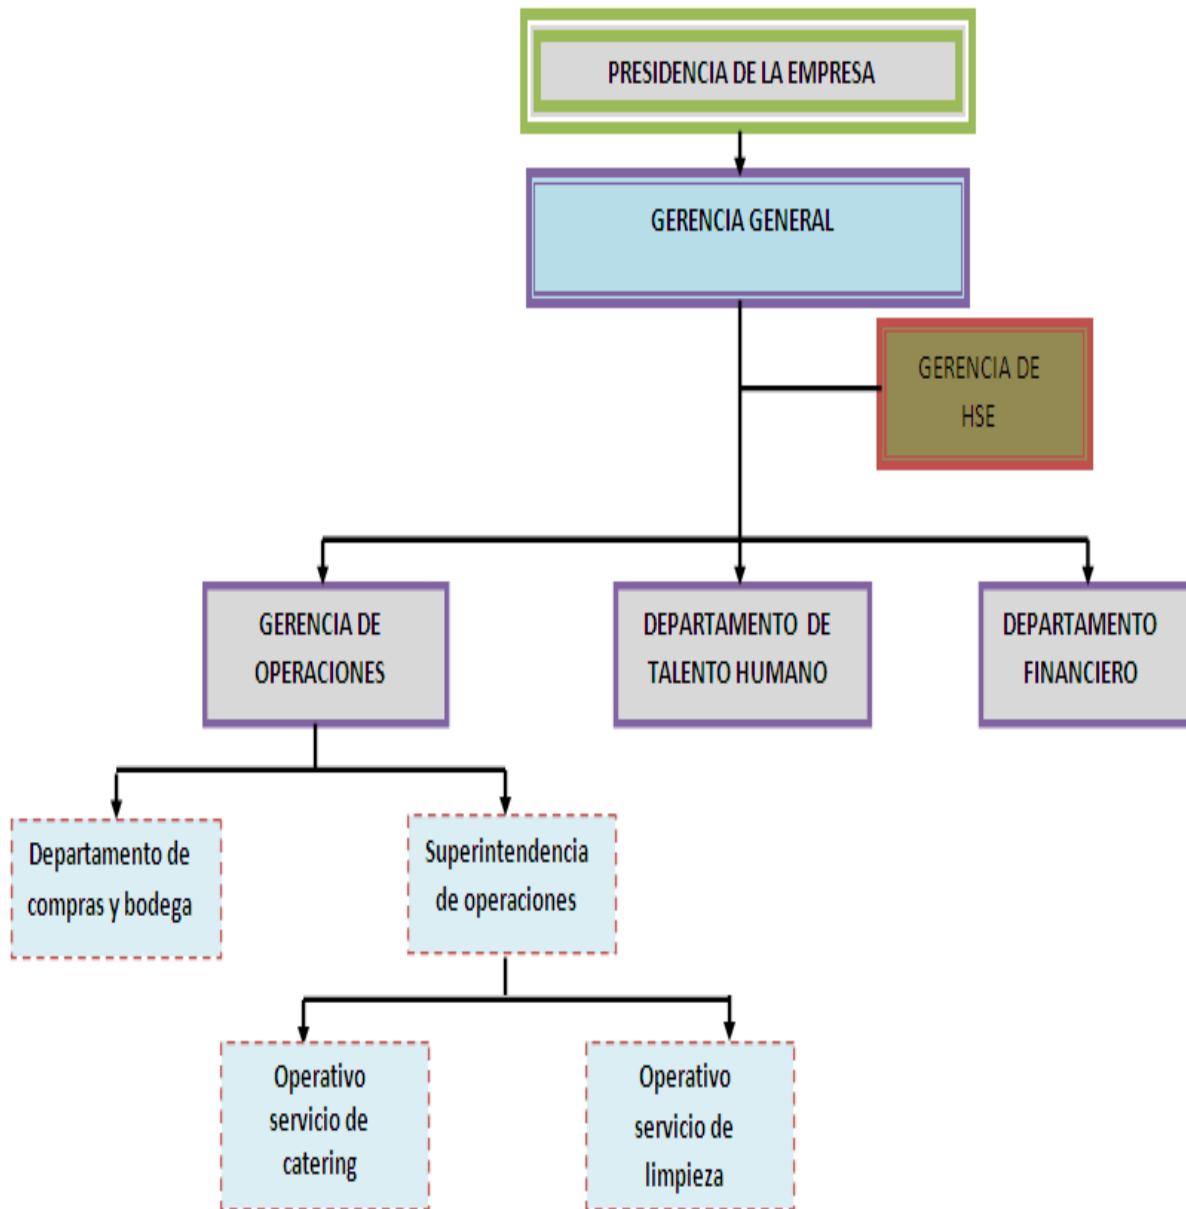 PRESIDENCIA DE LA EMPRESA
GERENCIA GENERAL
GERENCIA DE
HSE
GERENCIA DE
OPERACIONES
DEPARTAMENTO DE
TALENTO HUMANO
DEPARTAMENTO
FINANCIERO
Departamento de
compras y bodega
Superintendencia
de operaciones
Operativo
servicio de
catering
Operativo
servicio de
limpieza